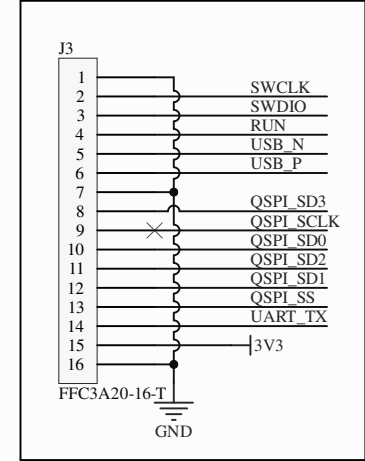 J3
1
2 SWCLK
3 SWDIO
4 RUN
5 USB_N
6 USB_P
7
8 QSPI_SD3
9 QSPI_SCLK
10 QSPI_SD0
11 QSPI_SD2
12 QSPI_SD1
13 QSPI_SS
14 UART_TX
15 3V3
16
FFC3A20-16-T
GND